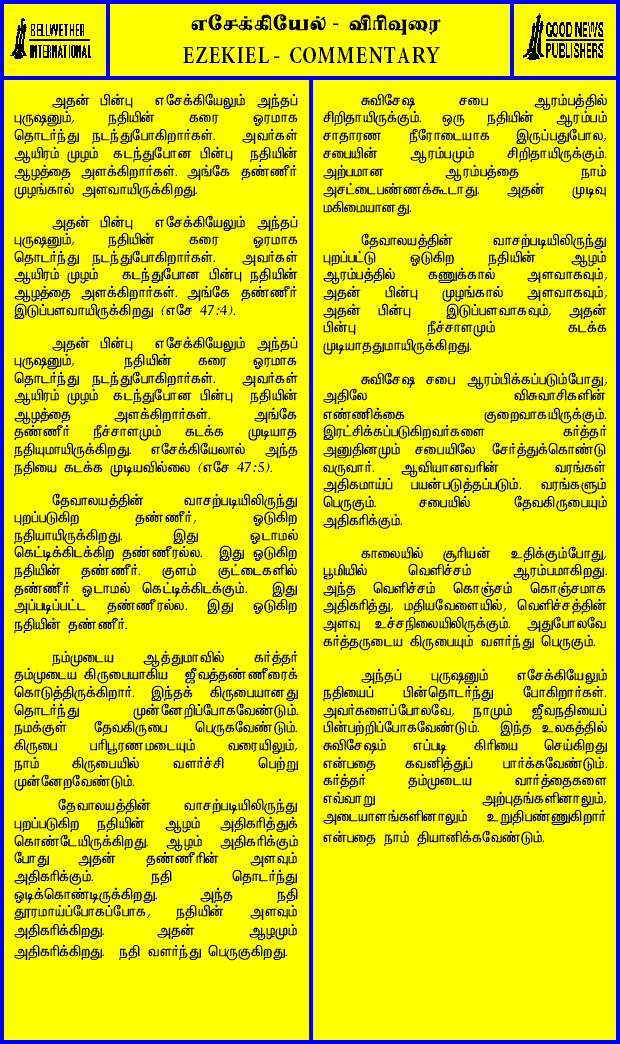 BELLWETHER
INTERNATIONAL
எசேக்கியேல் - விரிவுரை
EZEKIEL - COMMENTARY
GOOD NEWS
PUBLISHERS
அதன் பின்பு எசேக்கியேலும் அந்தப்
புருஷனும், நதியின் கரை ஓரமாக
தொடர்ந்து நடந்துபோகிறார்கள். அவர்கள்
ஆயிரம் முழம் கடந்துபோன பின்பு நதியின்
ஆழத்தை அளக்கிறார்கள். அங்கே தண்ணீர்
முழங்கால் அளவாயிருக்கிறது.
அதன் பின்பு எசேக்கியேலும் அந்தப்
புருஷனும், நதியின் கரை ஓரமாக
தொடர்ந்து நடந்துபோகிறார்கள். அவர்கள்
ஆயிரம் முழம் கடந்துபோன பின்பு நதியின்
ஆழத்தை அளக்கிறார்கள். அங்கே தண்ணீர்
இடுப்பளவாயிருக்கிறது (எசே 47:4).
அதன் பின்பு எசேக்கியேலும் அந்தப்
புருஷனும், நதியின் கரை ஓரமாக
தொடர்ந்து நடந்துபோகிறார்கள். அவர்கள்
ஆயிரம் முழம் கடந்துபோன பின்பு நதியின்
ஆழத்தை அளக்கிறார்கள். அங்கே
தண்ணீர் நீச்சாளமும் கடக்க முடியாத
நதியுமாயிருக்கிறது. எசேக்கியேலால் அந்த
நதியை கடக்க முடியவில்லை (எசே 47:5).
தேவாலயத்தின் வாசற்படியிலிருந்து
புறப்படுகிற தண்ணீர், ஓடுகிற
நதியாயிருக்கிறது. இது ஓடாமல்
கெட்டிக்கிடக்கிற தண்ணீரல்ல. இது ஓடுகிற
நதியின் தண்ணீர். குளம் குட்டைகளில்
தண்ணீர் ஓடாமல் கெட்டிக்கிடக்கும். இது
அப்படிப்பட்ட தண்ணீரல்ல. இது ஓடுகிற
நதியின் தண்ணீர்.
நம்முடைய ஆத்துமாவில் கர்த்தர்
தம்முடைய கிருபையாகிய ஜீவத்தண்ணீரைக்
கொடுத்திருக்கிறார். இந்தக் கிருபையானது
தொடர்ந்து முன்னேறிப்போகவேண்டும்.
நமக்குள் தேவகிருபை பெருகவேண்டும்.
கிருபை பரிபூரணமடையும் வரையிலும்,
நாம் கிருபையில் வளர்ச்சி பெற்று
முன்னேறவேண்டும்.
தேவாலயத்தின் வாசற்படியிலிருந்து
புறப்படுகிற நதியின் ஆழம் அதிகரித்துக்
கொண்டேயிருக்கிறது. ஆழம் அதிகரிக்கும்
போது அதன் தண்ணீரின் அளவும்
அதிகரிக்கும். நதி தொடர்ந்து
ஓடிக்கொண்டிருக்கிறது. அந்த நதி
தூரமாய்ப்போகப்போக, நதியின் அளவும்
அதிகரிக்கிறது. அதன் ஆழமும்
அதிகரிக்கிறது. நதி வளர்ந்து பெருகுகிறது.
சுவிசேஷ சபை ஆரம்பத்தில்
சிறிதாயிருக்கும். ஒரு நதியின் ஆரம்பம்
சாதாரண நீரோடையாக இருப்பதுபோல,
சபையின் ஆரம்பமும் சிறிதாயிருக்கும்.
அற்பமான ஆரம்பத்தை நாம்
அசட்டைபண்ணக்கூடாது. அதன் முடிவு
மகிமையானது.
தேவாலயத்தின் வாசற்படியிலிருந்து
புறப்பட்டு ஓடுகிற நதியின் ஆழம்
ஆரம்பத்தில் கணுக்கால் அளவாகவும்,
அதன் பின்பு முழங்கால் அளவாகவும்,
அதன் பின்பு இடுப்பளவாகவும், அதன்
பின்பு நீச்சாளமும் கடக்க
முடியாததுமாயிருக்கிறது.
சுவிசேஷ சபை ஆரம்பிக்கப்படும்போது,
அதிலே விசுவாசிகளின்
எண்ணிக்கை குறைவாகயிருக்கும்.
இரட்சிக்கப்படுகிறவர்களை கர்த்தர்
அனுதினமும் சபையிலே சேர்த்துக்கொண்டு
வருவார். ஆவியானவரின் வரங்கள்
அதிகமாய்ப் பயன்படுத்தப்படும். வரங்களும்
பெருகும். சபையில் தேவகிருபையும்
அதிகரிக்கும்.
காலையில் சூரியன் உதிக்கும்போது,
பூமியில் வெளிச்சம் ஆரம்பமாகிறது.
அந்த வெளிச்சம் கொஞ்சம் கொஞ்சமாக
அதிகரித்து, மதியவேளையில், வெளிச்சத்தின்
அளவு உச்சநிலையிலிருக்கும். அதுபோலவே
கர்த்தருடைய கிருபையும் வளர்ந்து பெருகும்.
அந்தப் புருஷனும் எசேக்கியேலும்
நதியைப் பின்தொடர்ந்து போகிறார்கள்.
அவர்களைப்போலவே, நாமும் ஜீவநதியைப்
பின்பற்றிப்போகவேண்டும். இந்த உலகத்தில்
சுவிசேஷம் எப்படி கிரியை செய்கிறது
என்பதை கவனித்துப் பார்க்கவேண்டும்.
கர்த்தர் தம்முடைய வார்த்தைகளை
எவ்வாறு அற்புதங்களினாலும்,
அடையாளங்களினாலும் உறுதிபண்ணுகிறார்
என்பதை நாம் தியானிக்கவேண்டும்.